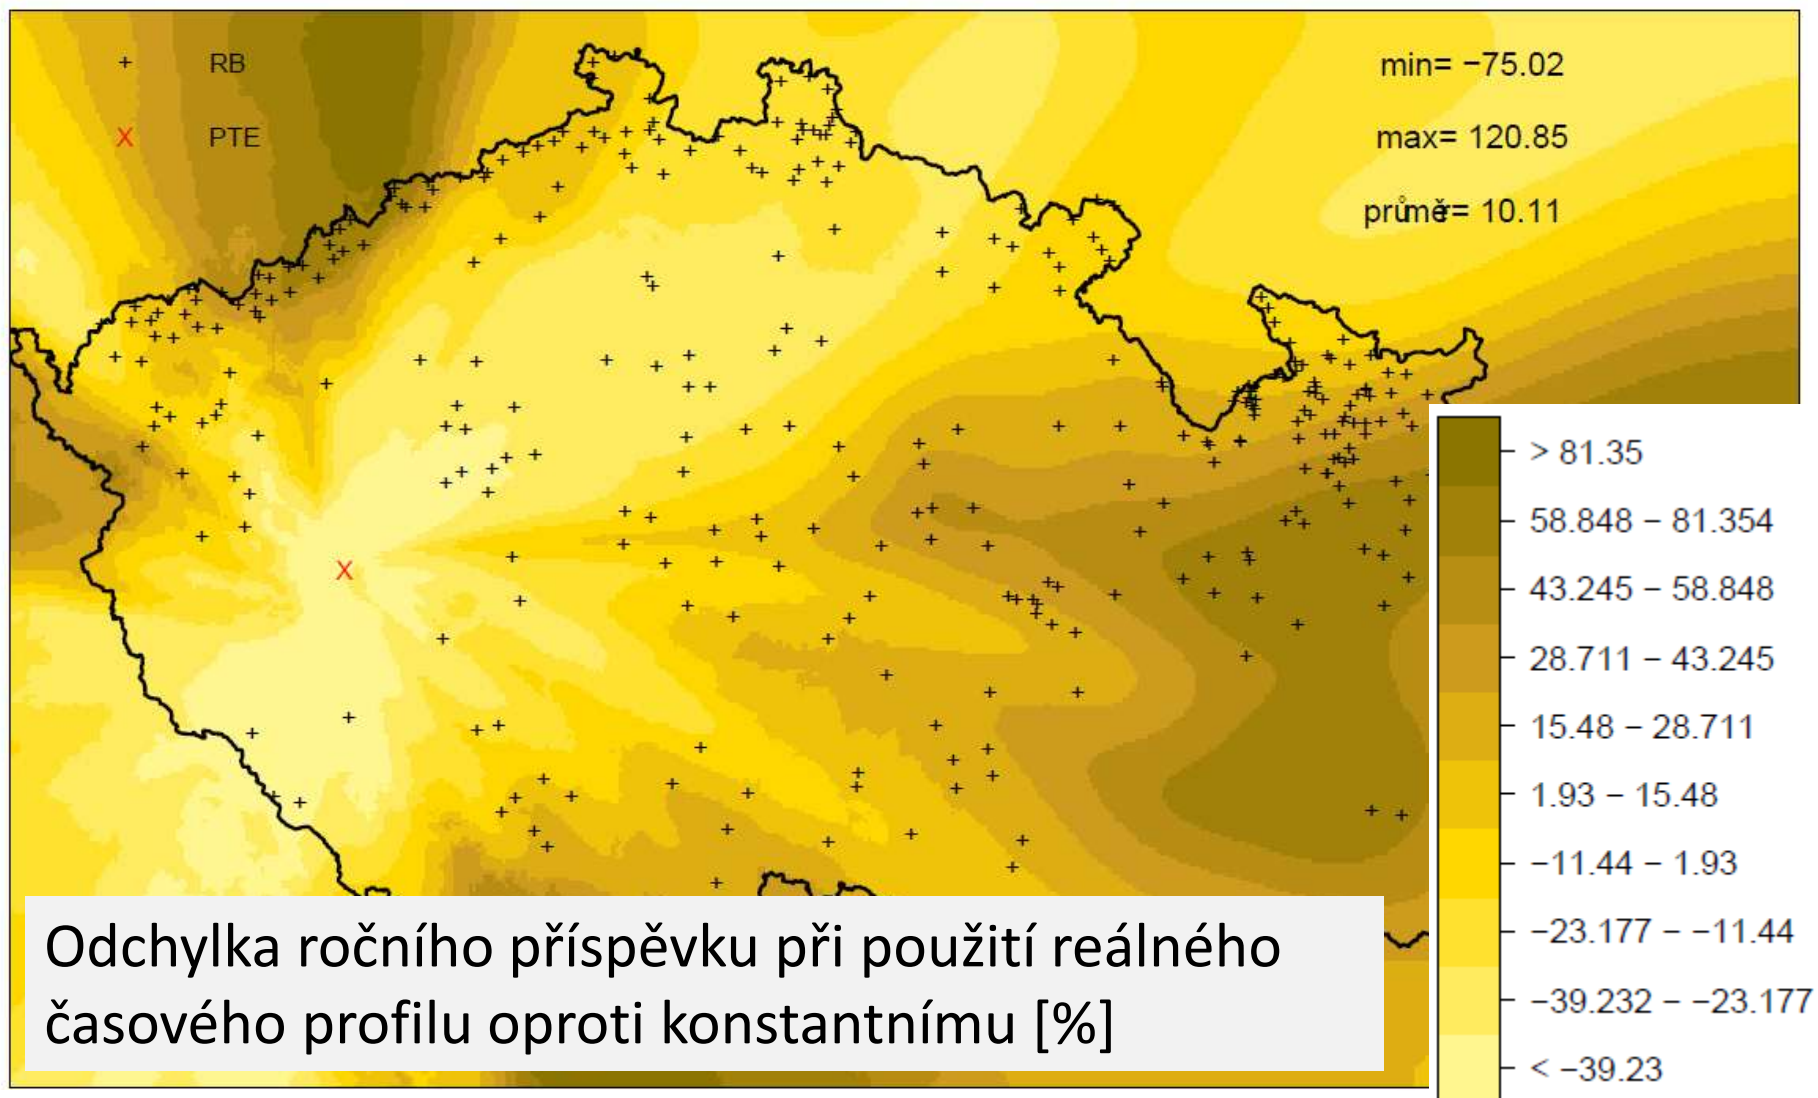 + RB
X PTE
min= −75.02
max= 120.85
průměr= 10.11
> 81.35
58.848 − 81.354
43.245 − 58.848
28.711 − 43.245
15.48 − 28.711
1.93 − 15.48
−11.44 − 1.93
−23.177 − −11.44
−39.232 − −23.177
< −39.23
Odchylka ročního příspěvku při použití reálného
časového profilu oproti konstantnímu [%]